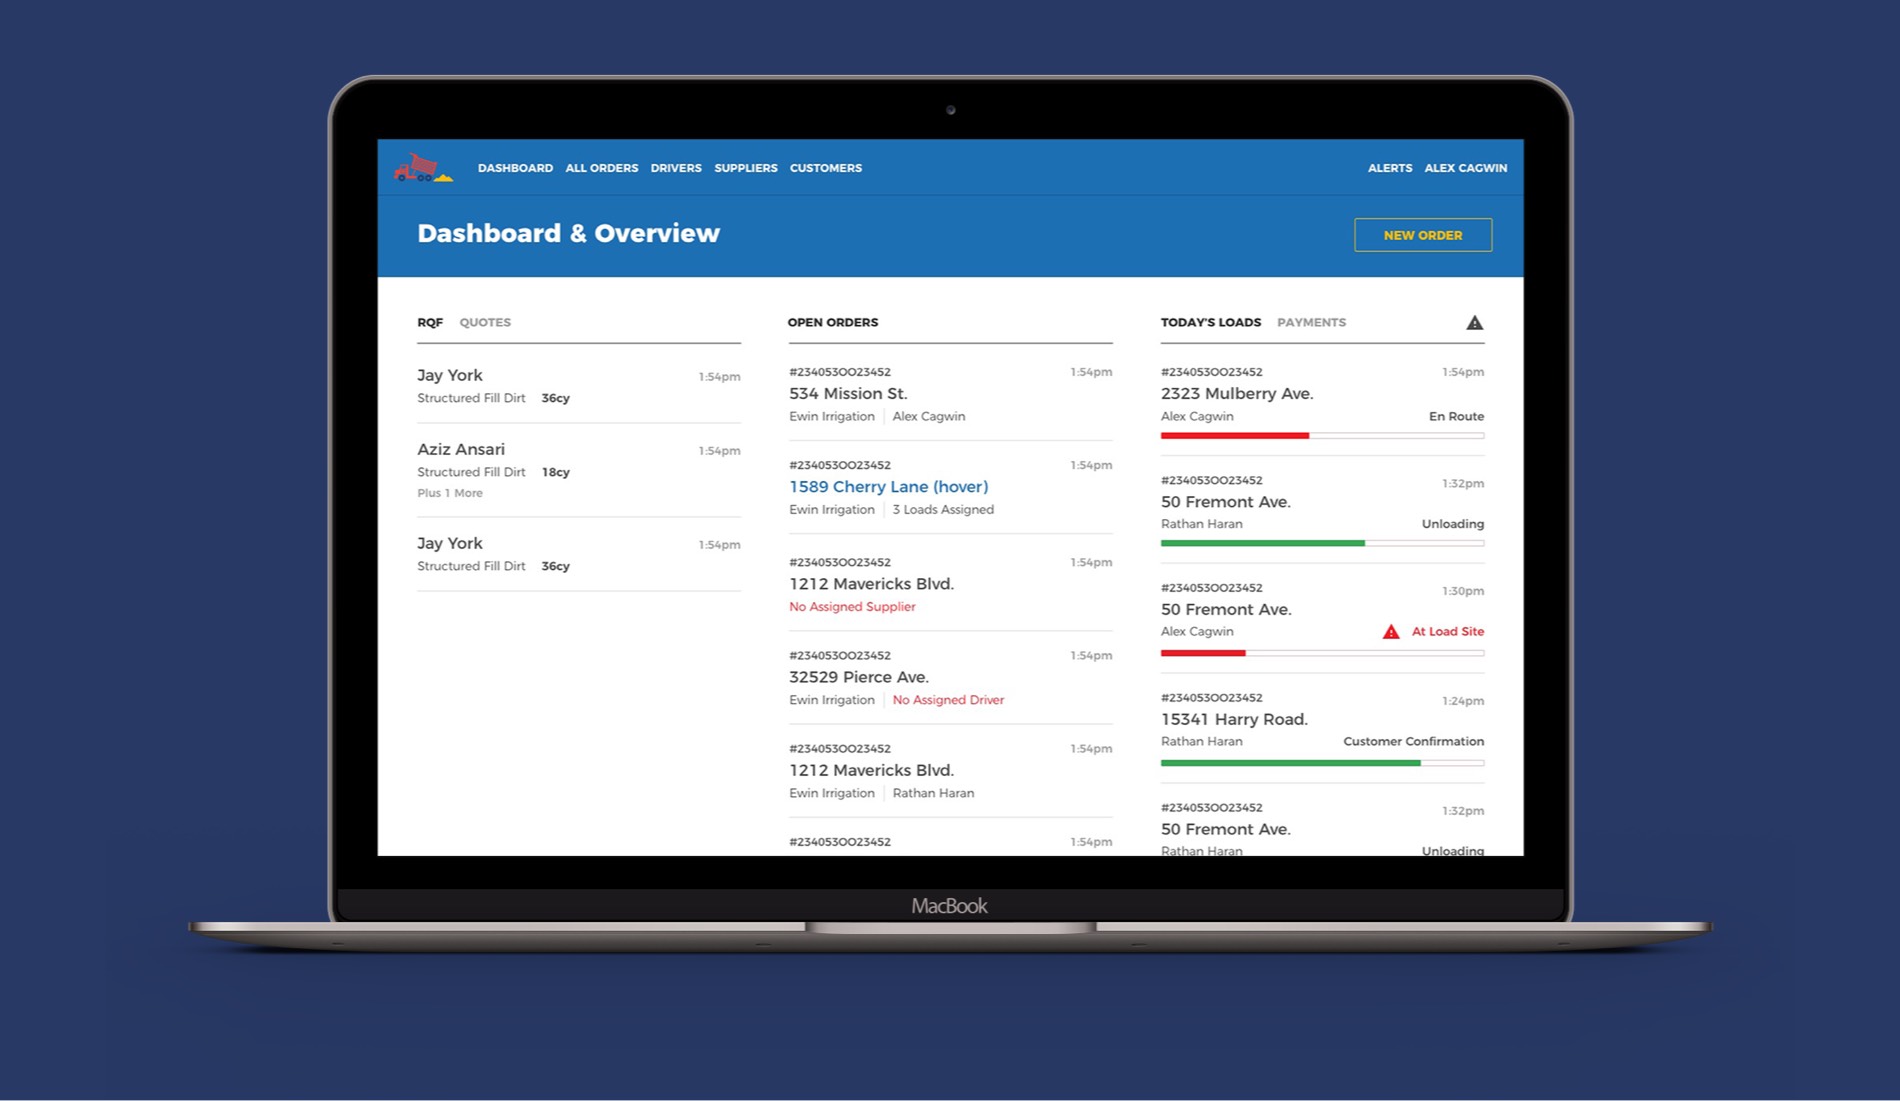 DASHBOARD ALL ORDERS DRIVERS SUPPLIERS CUSTOMERS ALERTS ALEX CAGWIN
Dashboard & Overview
NEW ORDER
RQF QUOTES
Jay York 1:54pm
Structured Fill Dirt 36cy
Aziz Ansari 1:54pm
Structured Fill Dirt 18cy
Plus 1 More
Jay York 1:54pm
Structured Fill Dirt 36cy
OPEN ORDERS
#234053OO23452 1:54pm
534 Mission St.
Ewin Irrigation Alex Cagwin
#234053OO23452 1:54pm
1589 Cherry Lane (hover)
Ewin Irrigation 3 Loads Assigned
#234053OO23452 1:54pm
1212 Mavericks Blvd.
No Assigned Supplier
#234053OO23452 1:54pm
32529 Pierce Ave.
Ewin Irrigation No Assigned Driver
#234053OO23452 1:54pm
1212 Mavericks Blvd.
Ewin Irrigation Rathan Haran
#234053OO23452 1:54pm
TODAY'S LOADS PAYMENTS
#234053OO23452 1:54pm
2323 Mulberry Ave.
Alex Cagwin En Route
#234053OO23452 1:32pm
50 Fremont Ave.
Rathan Haran Unloading
#234053OO23452 1:30pm
50 Fremont Ave.
Alex Cagwin At Load Site
#234053OO23452 1:24pm
15341 Harry Road.
Rathan Haran Customer Confirmation
#234053OO23452 1:32pm
50 Fremont Ave.
Rathan Haran Unloading
MacBook